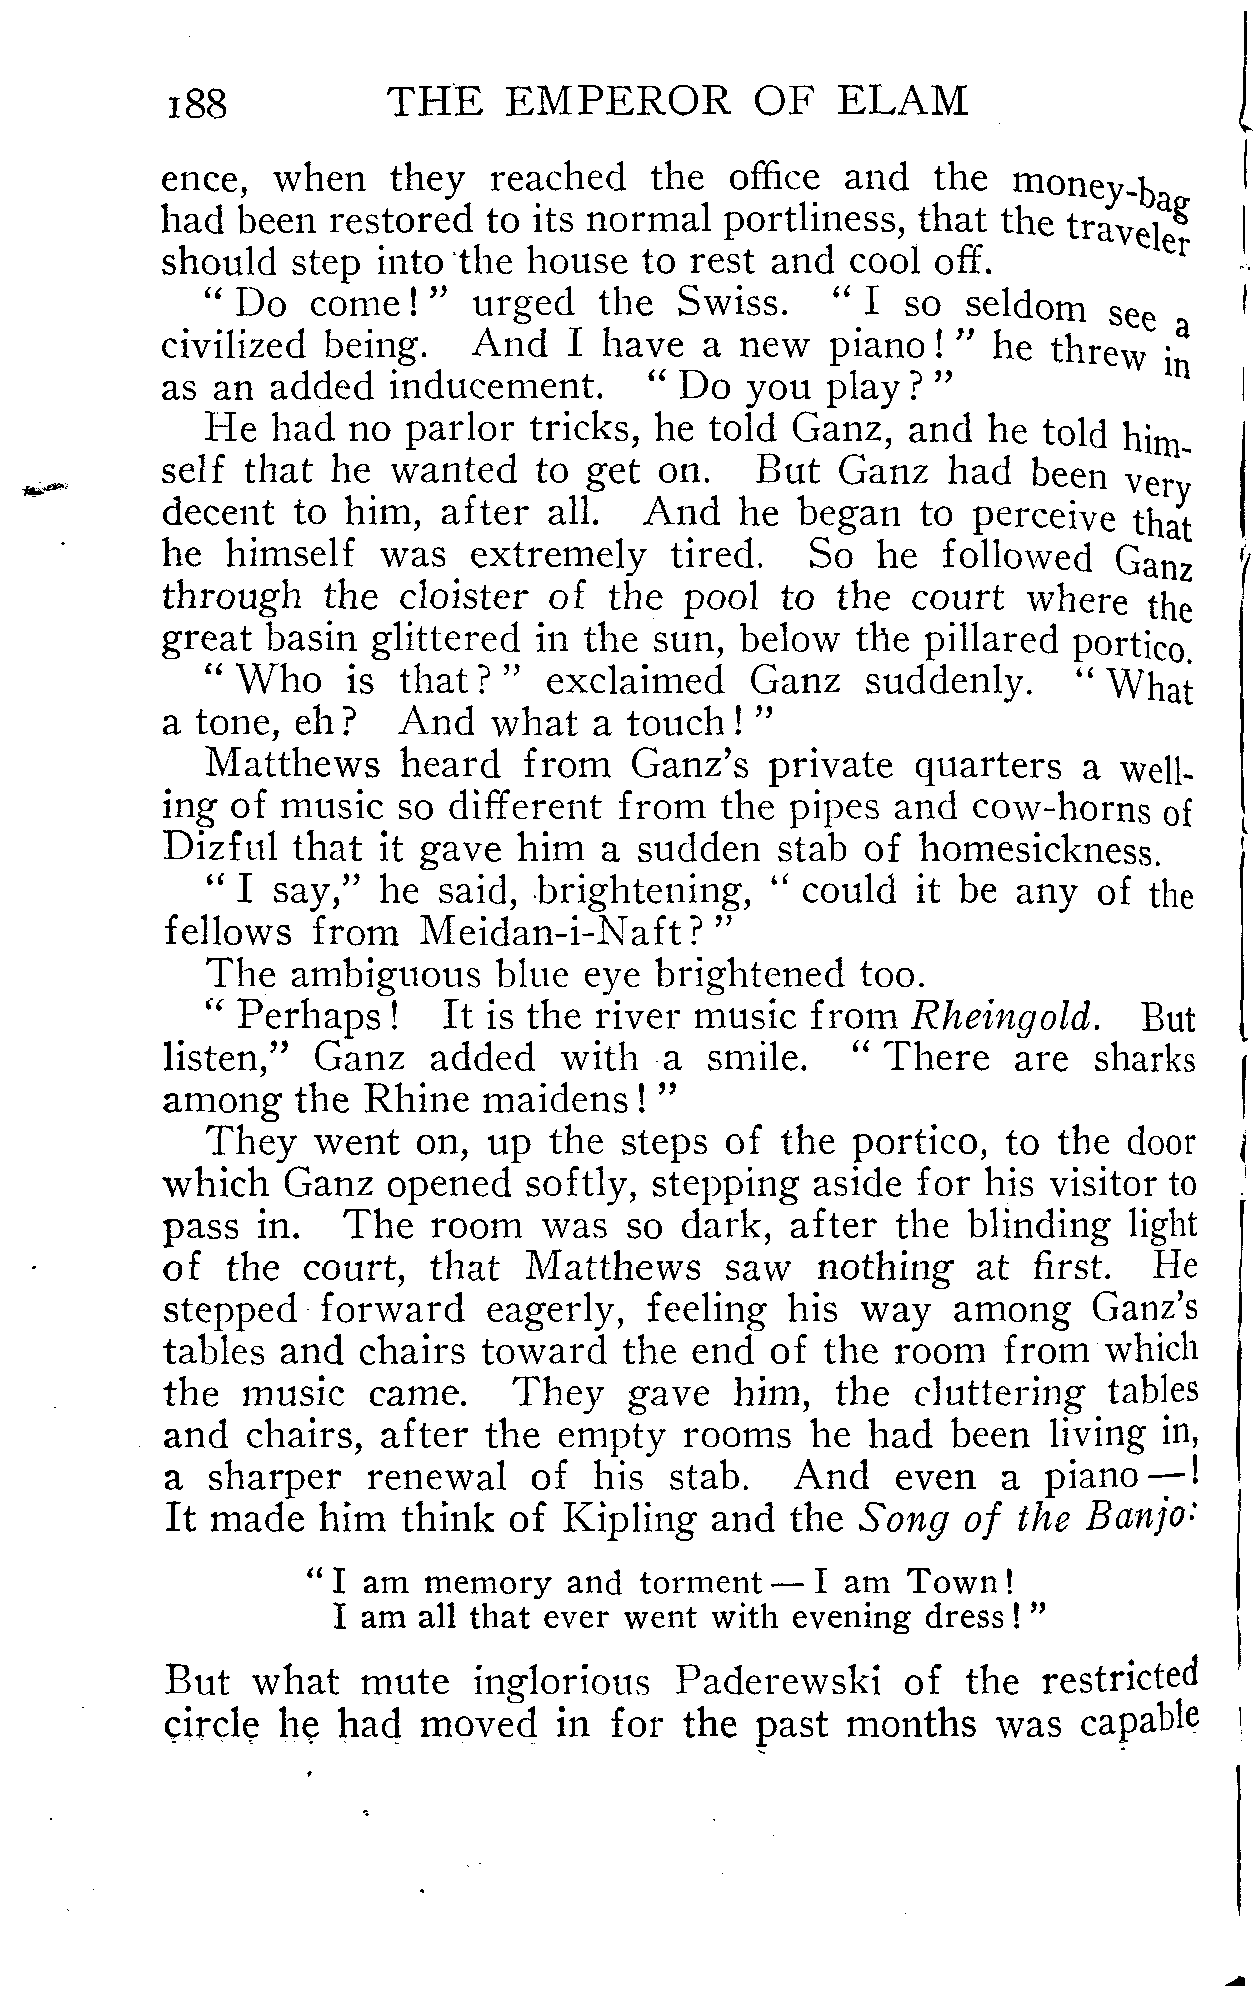 188 THE EMPEROR OF ELAM
ence, when they reached the office and the money-bag
had been restored to its normal portliness, that the traveler
should step into the house to rest and cool off.
" Do come! " urged the Swiss. " I so seldom see a
civilized being. And I have a new piano! " he threw in
as an added inducement. " Do you play? "
He had no parlor tricks, he told Ganz, and he told him-
self that he wanted to get on. But Ganz had been very
decent to him, after all. And he began to perceive that
he himself was extremely tired. So he followed Ganz
through the cloister of the pool to the court where the
great basin glittered in the sun, below the pillared portico.
" Who is that? " exclaimed Ganz suddenly. " What
a tone, eh? And what a touch! "
Matthews heard from Ganz's private quarters a well-
ing of music so different from the pipes and cow-horns of
Dizful that it gave him a sudden stab of homesickness.
" I say," he said, brightening, " could it be any of the
fellows from Meidan-i-Naft? "
The ambiguous blue eye brightened too.
" Perhaps! It is the river music from Rheingold. But
listen," Ganz added with a smile. " There are sharks
among the Rhine maidens! "
They went on, up the steps of the portico, to the door
which Ganz opened softly, stepping aside for his visitor to
pass in. The room was so dark, after the blinding light
of the court, that Matthews saw nothing at first. He
stepped forward eagerly, feeling his way among Ganz's
tables and chairs toward the end of the room from which
the music came. They gave him, the cluttering tables
and chairs, after the empty rooms he had been living in,
a sharper renewal of his stab. And even a piano—!
It made him think of Kipling and the Song of the Banjo:
" I am memory and torment — I am Town!
I am all that ever went with evening dress! "
But what mute inglorious Paderewski of the restricted
circle he had moved in for the past months was capable